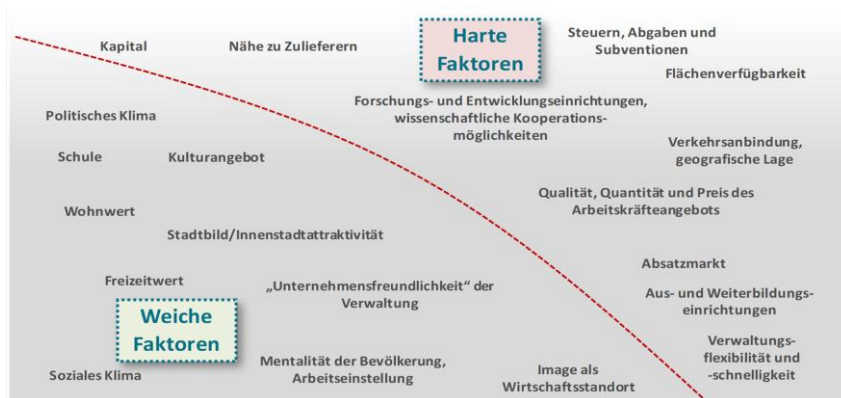 Kapital
Nähe zu Zulieferern
Harte
Faktoren
Steuern, Abgaben und
Subventionen
Flächenverfügbarkeit
Forschungs- und Entwicklungseinrichtungen,
wissenschaftliche Kooperations-
möglichkeiten
Politisches Klima
Verkehrsanbindung,
geografische Lage
Schule
Kulturangebot
Qualität, Quantität und Preis des
Arbeitskräfteangebots
Wohnwert
Stadtbild/Innenstadtattraktivität
Absatzmarkt
Freizeitwert
„Unternehmensfreundlichkeit“ der
Verwaltung
Aus- und Weiterbildungs-
einrichtungen
Weiche
Faktoren
Verwaltungs-
flexibilität und
-schnelligkeit
Soziales Klima
Mentalität der Bevölkerung,
Arbeitseinstellung
Image als
Wirtschaftsstandort